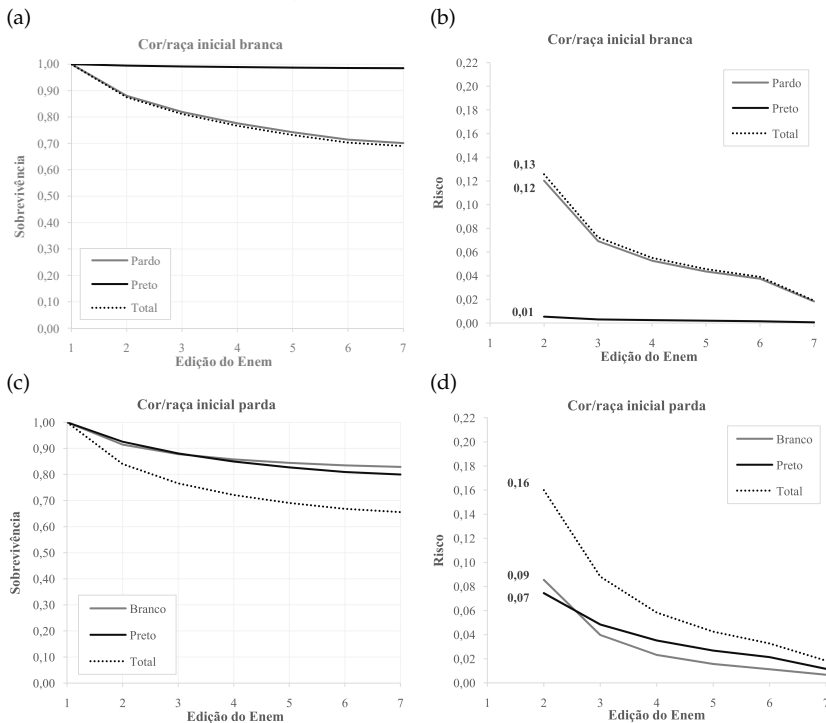 (a)
Cor/raça inicial branca
1,00
0,90
0,80
0,70
0,60
0,50
0,40
0,30
0,20
0,10
0,00
Sobrevivência
Pardo
Preto
Total
1 2 3 4 5 6 7
Edição do Enem
(b)
Cor/raça inicial branca
0,22
0,20
0,18
0,16
0,14
0,12
0,10
0,08
0,06
0,04
0,02
0,00
Risco
0,13
0,12
0,01
Pardo
Preto
Total
1 2 3 4 5 6 7
Edição do Enem
(c)
Cor/raça inicial parda
1,00
0,90
0,80
0,70
0,60
0,50
0,40
0,30
0,20
0,10
0,00
Sobrevivência
Branco
Preto
Total
1 2 3 4 5 6 7
Edição do Enem
(d)
Cor/raça inicial parda
0,22
0,20
0,18
0,16
0,14
0,12
0,10
0,08
0,06
0,04
0,02
0,00
Risco
0,16
0,09
0,07
Branco
Preto
Total
1 2 3 4 5 6 7
Edição do Enem